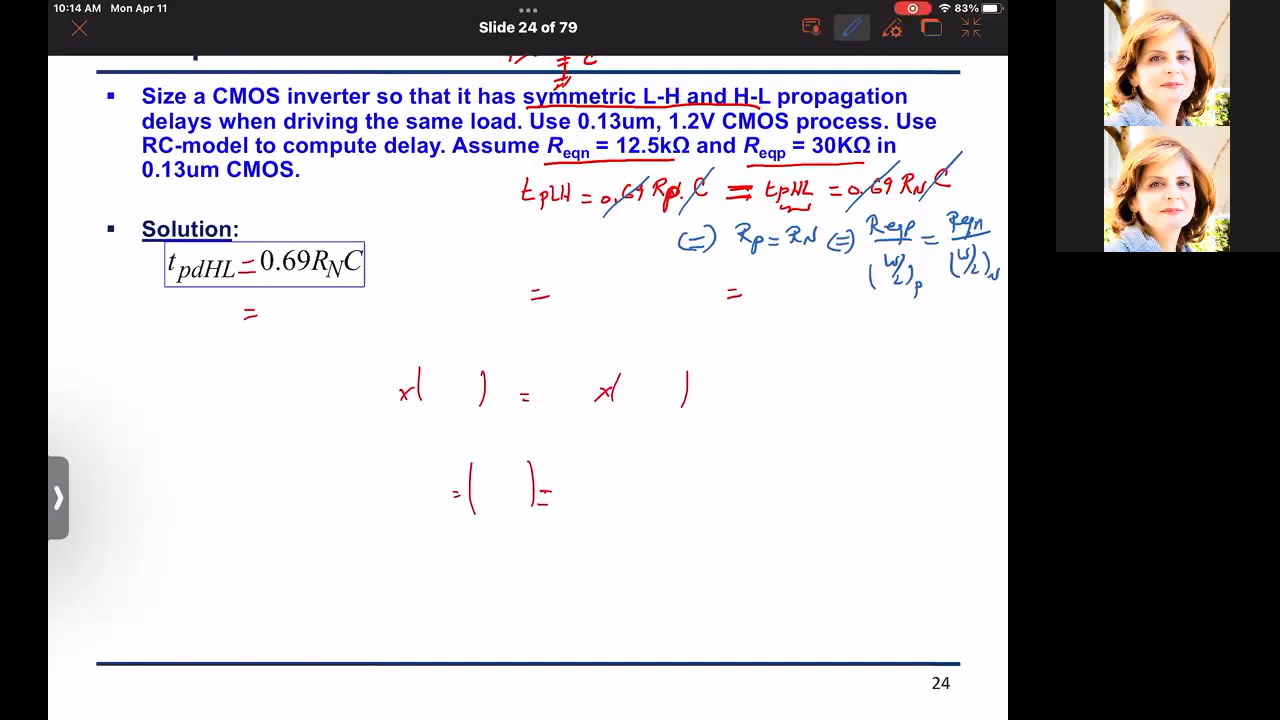 10:14 AM Mon Apr 11
83%
Slide 24 of 79
C
▪ Size a CMOS inverter so that it has symmetric L-H and H-L propagation
delays when driving the same load. Use 0.13um, 1.2V CMOS process. Use
RC-model to compute delay. Assume Reqn = 12.5kΩ and Reqp = 30KΩ in
0.13um CMOS.
tpLH = 0.69 Rp. C = tpHL = 0.69 RN C
(=) Rp = RN (=) Reqp/(W/L)p = Reqn/(W/L)N
▪ Solution:
tpdHL = 0.69RNC
= =
=
x( ) = x( )
= ( ) =
24